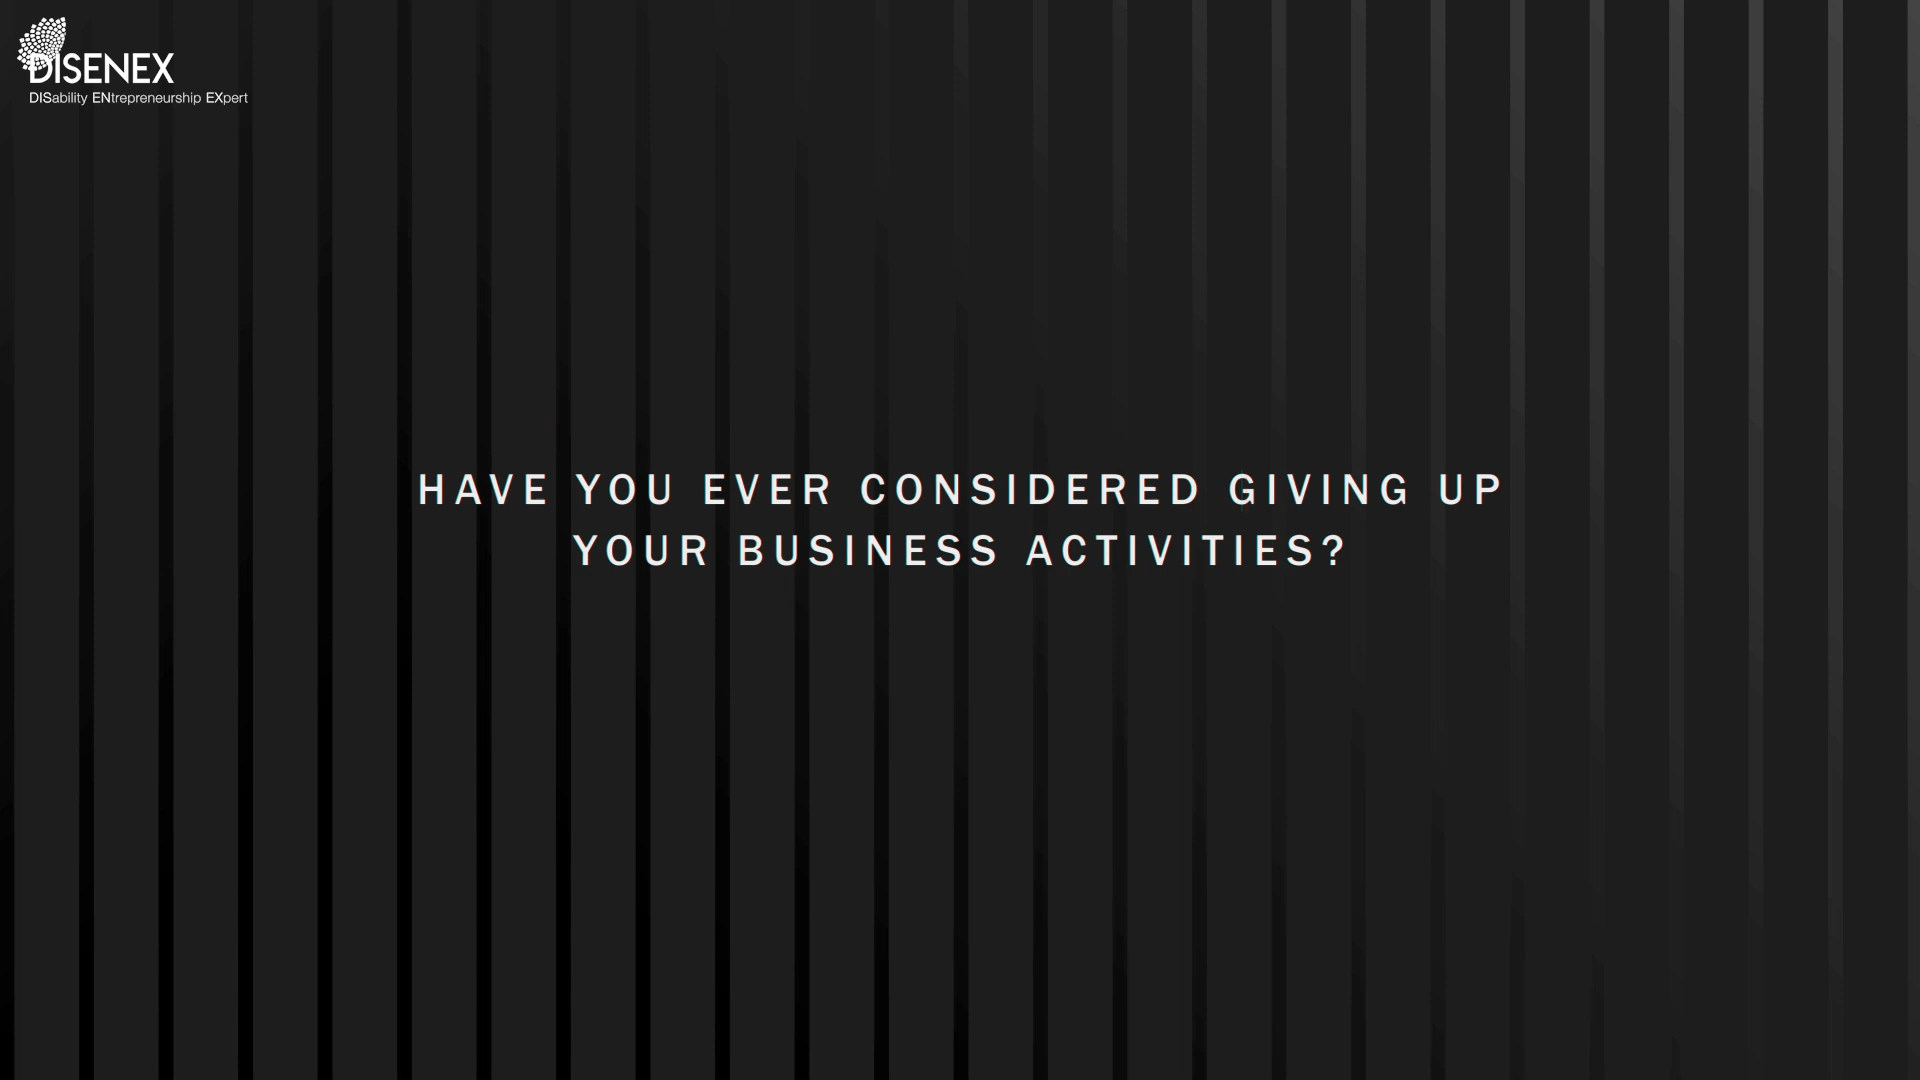 DISENEX
DISability ENtrepreneurship EXpert
HAVE YOU EVER CONSIDERED GIVING UP
YOUR BUSINESS ACTIVITIES?